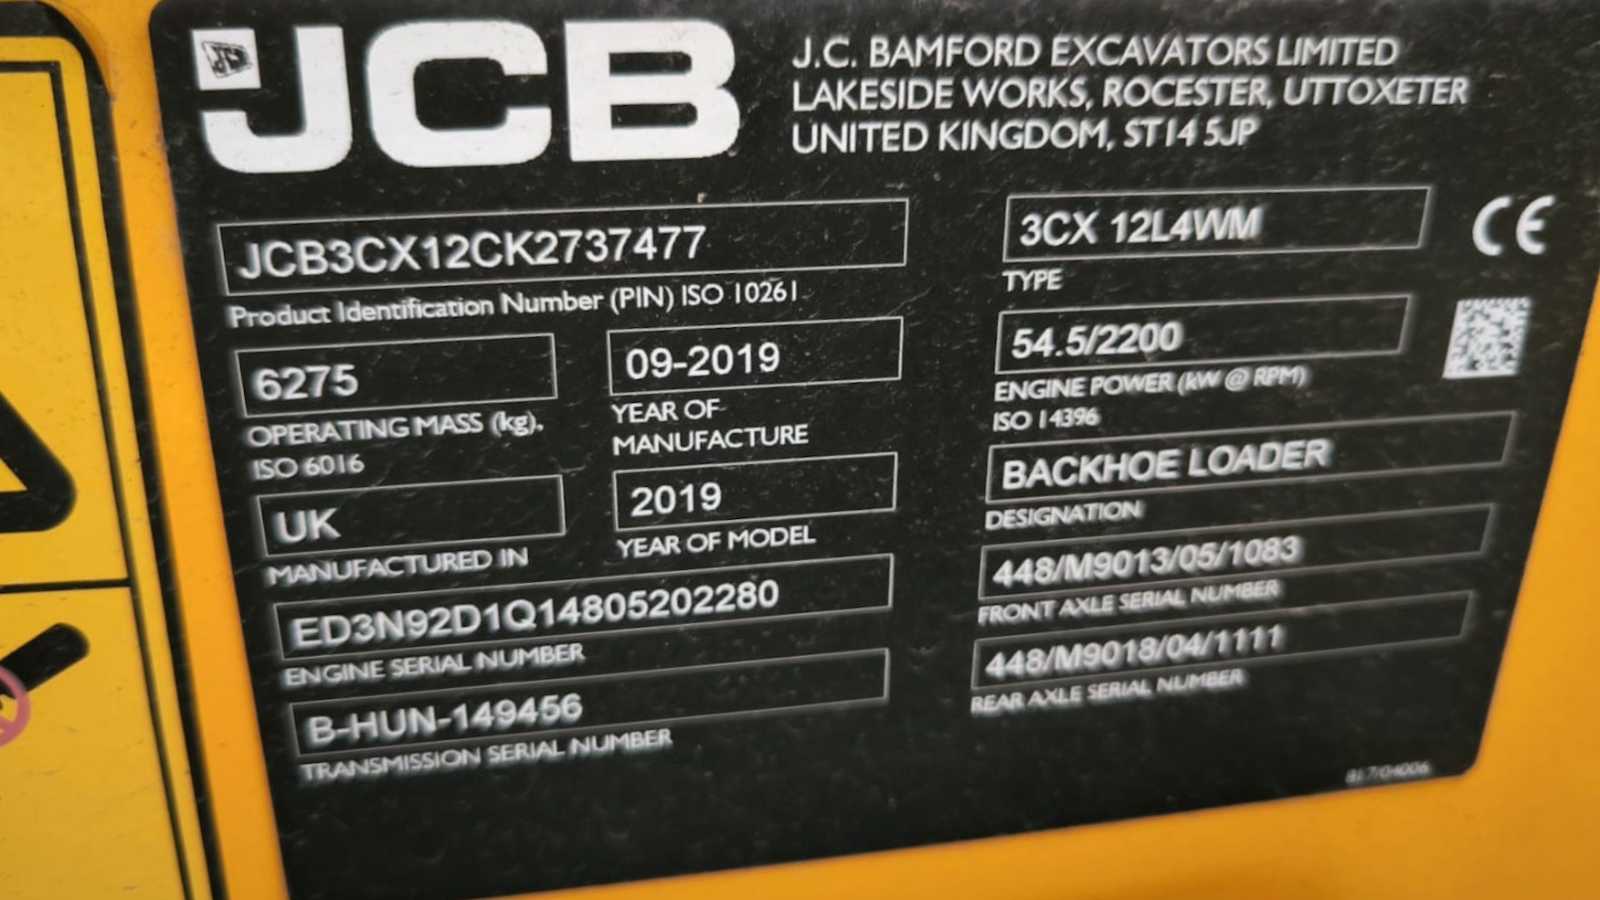 JCB
J.C. BAMFORD EXCAVATORS LIMITED
LAKESIDE WORKS, ROCESTER, UTTOXETER
UNITED KINGDOM, ST14 5JP
JCB3CX12CK2737477
Product Identification Number (PIN) ISO 10261
6275
OPERATING MASS (kg),
ISO 6016
09-2019
YEAR OF
MANUFACTURE
UK
MANUFACTURED IN
2019
YEAR OF MODEL
ED3N92D1Q14805202280
ENGINE SERIAL NUMBER
B-HUN-149456
TRANSMISSION SERIAL NUMBER
3CX 12L4WM
TYPE
CE
54.5/2200
ENGINE POWER (kW @ RPM)
ISO 14396
BACKHOE LOADER
DESIGNATION
448/M9013/05/1083
FRONT AXLE SERIAL NUMBER
448/M9018/04/1111
REAR AXLE SERIAL NUMBER
817/04006